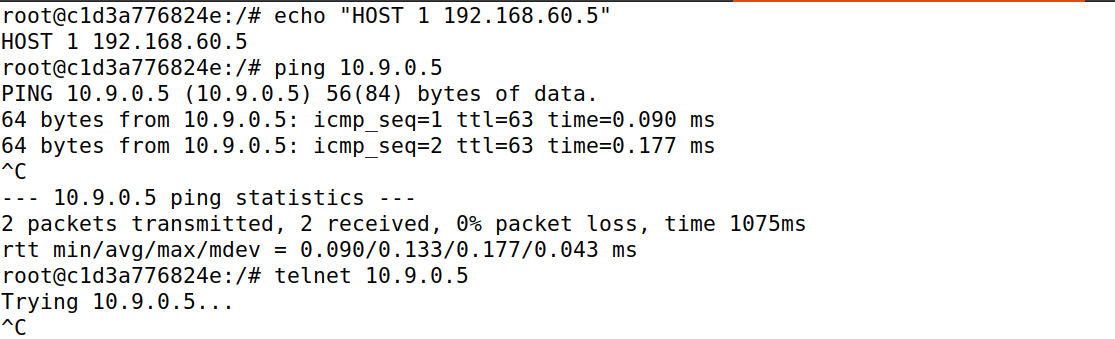 root@c1d3a776824e:/# echo "HOST 1 192.168.60.5"
HOST 1 192.168.60.5
root@c1d3a776824e:/# ping 10.9.0.5
PING 10.9.0.5 (10.9.0.5) 56(84) bytes of data.
64 bytes from 10.9.0.5: icmp_seq=1 ttl=63 time=0.090 ms
64 bytes from 10.9.0.5: icmp_seq=2 ttl=63 time=0.177 ms
^C
--- 10.9.0.5 ping statistics ---
2 packets transmitted, 2 received, 0% packet loss, time 1075ms
rtt min/avg/max/mdev = 0.090/0.133/0.177/0.043 ms
root@c1d3a776824e:/# telnet 10.9.0.5
Trying 10.9.0.5...
^C